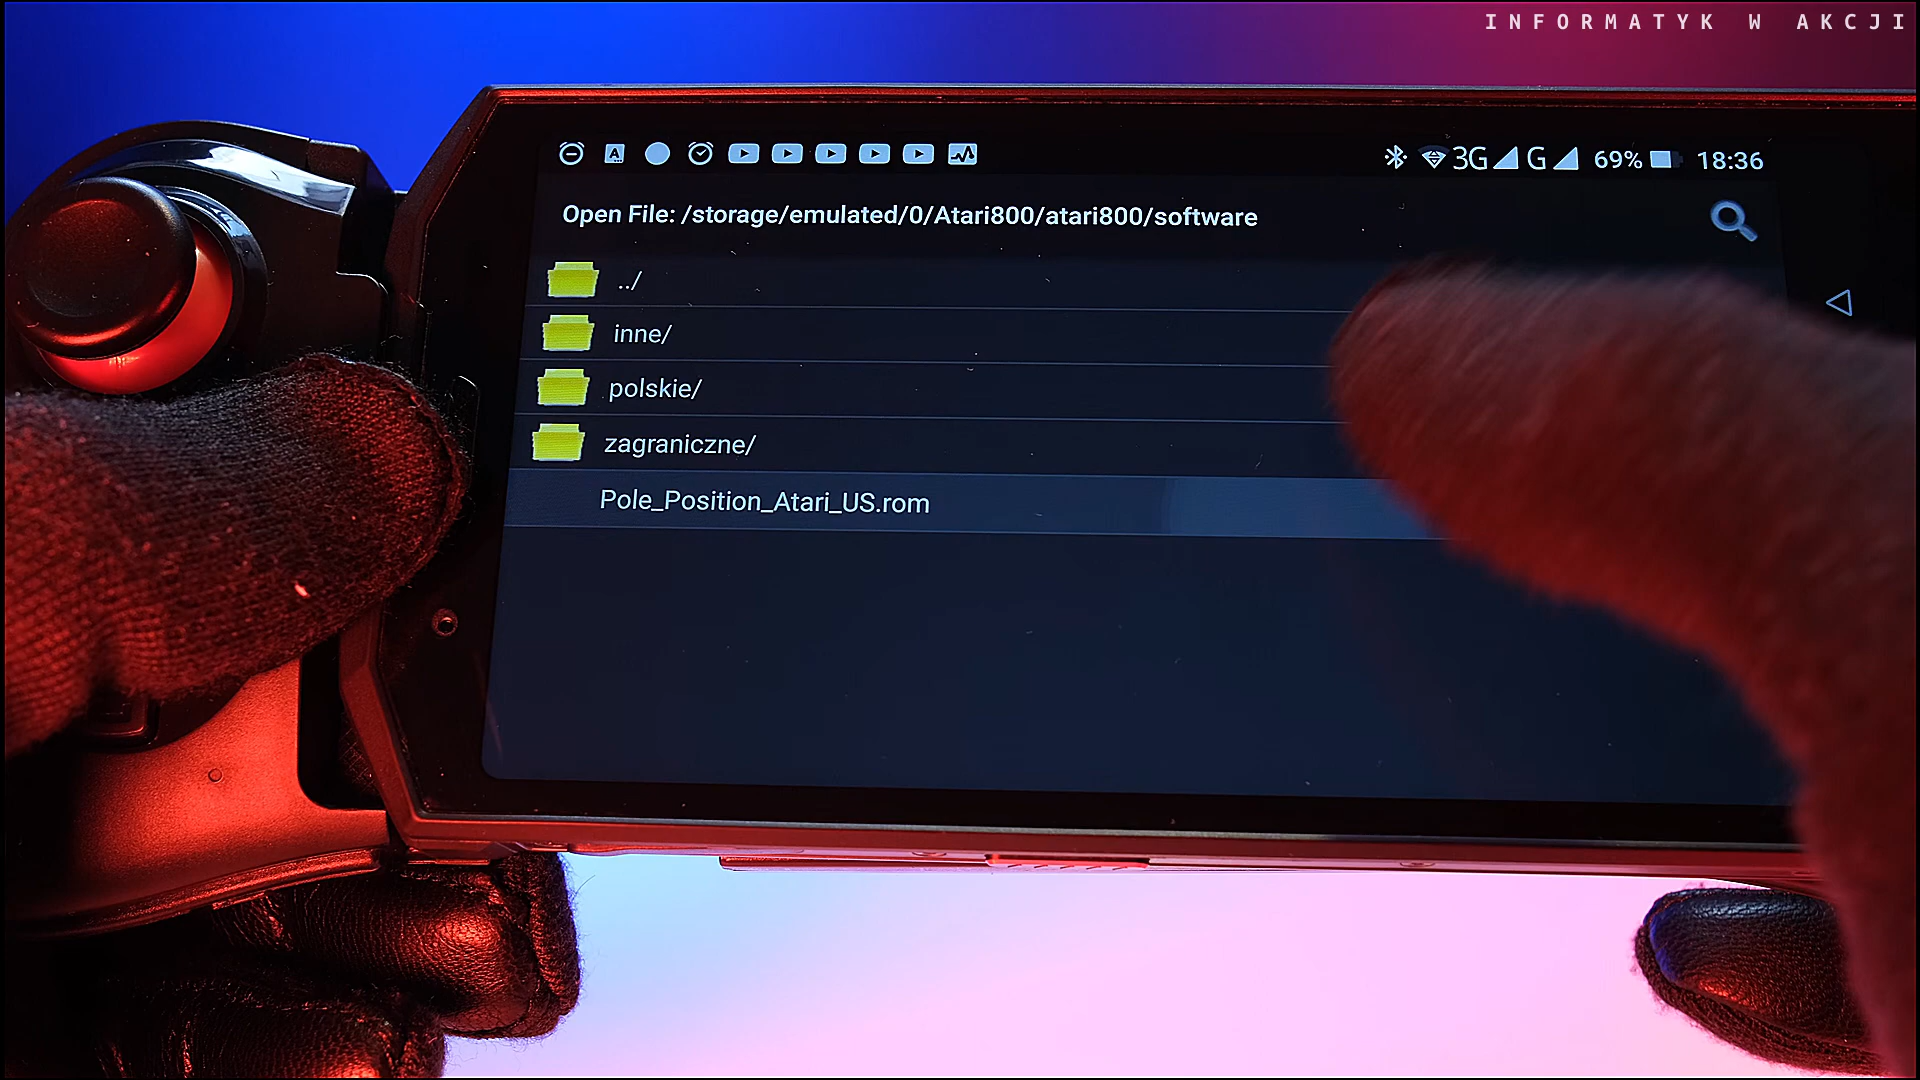 INFORMATYK W AKCJI
A
3G G 69% 18:36
Open File: /storage/emulated/0/Atari800/atari800/software
../
inne/
polskie/
zagraniczne/
Pole_Position_Atari_US.rom